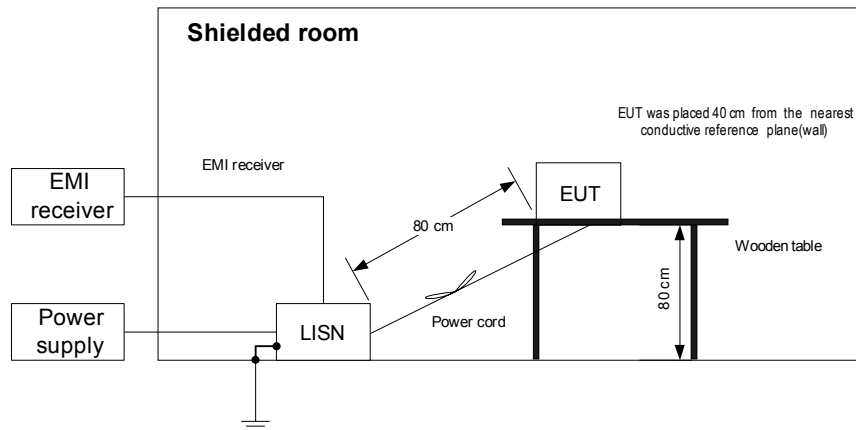 Shielded room
EUT was placed 40 cm from the nearest
conductive reference plane(wall)
EMI receiver
EMI
receiver
EUT
80 cm
Wooden table
80 cm
Power
supply
LISN
Power cord